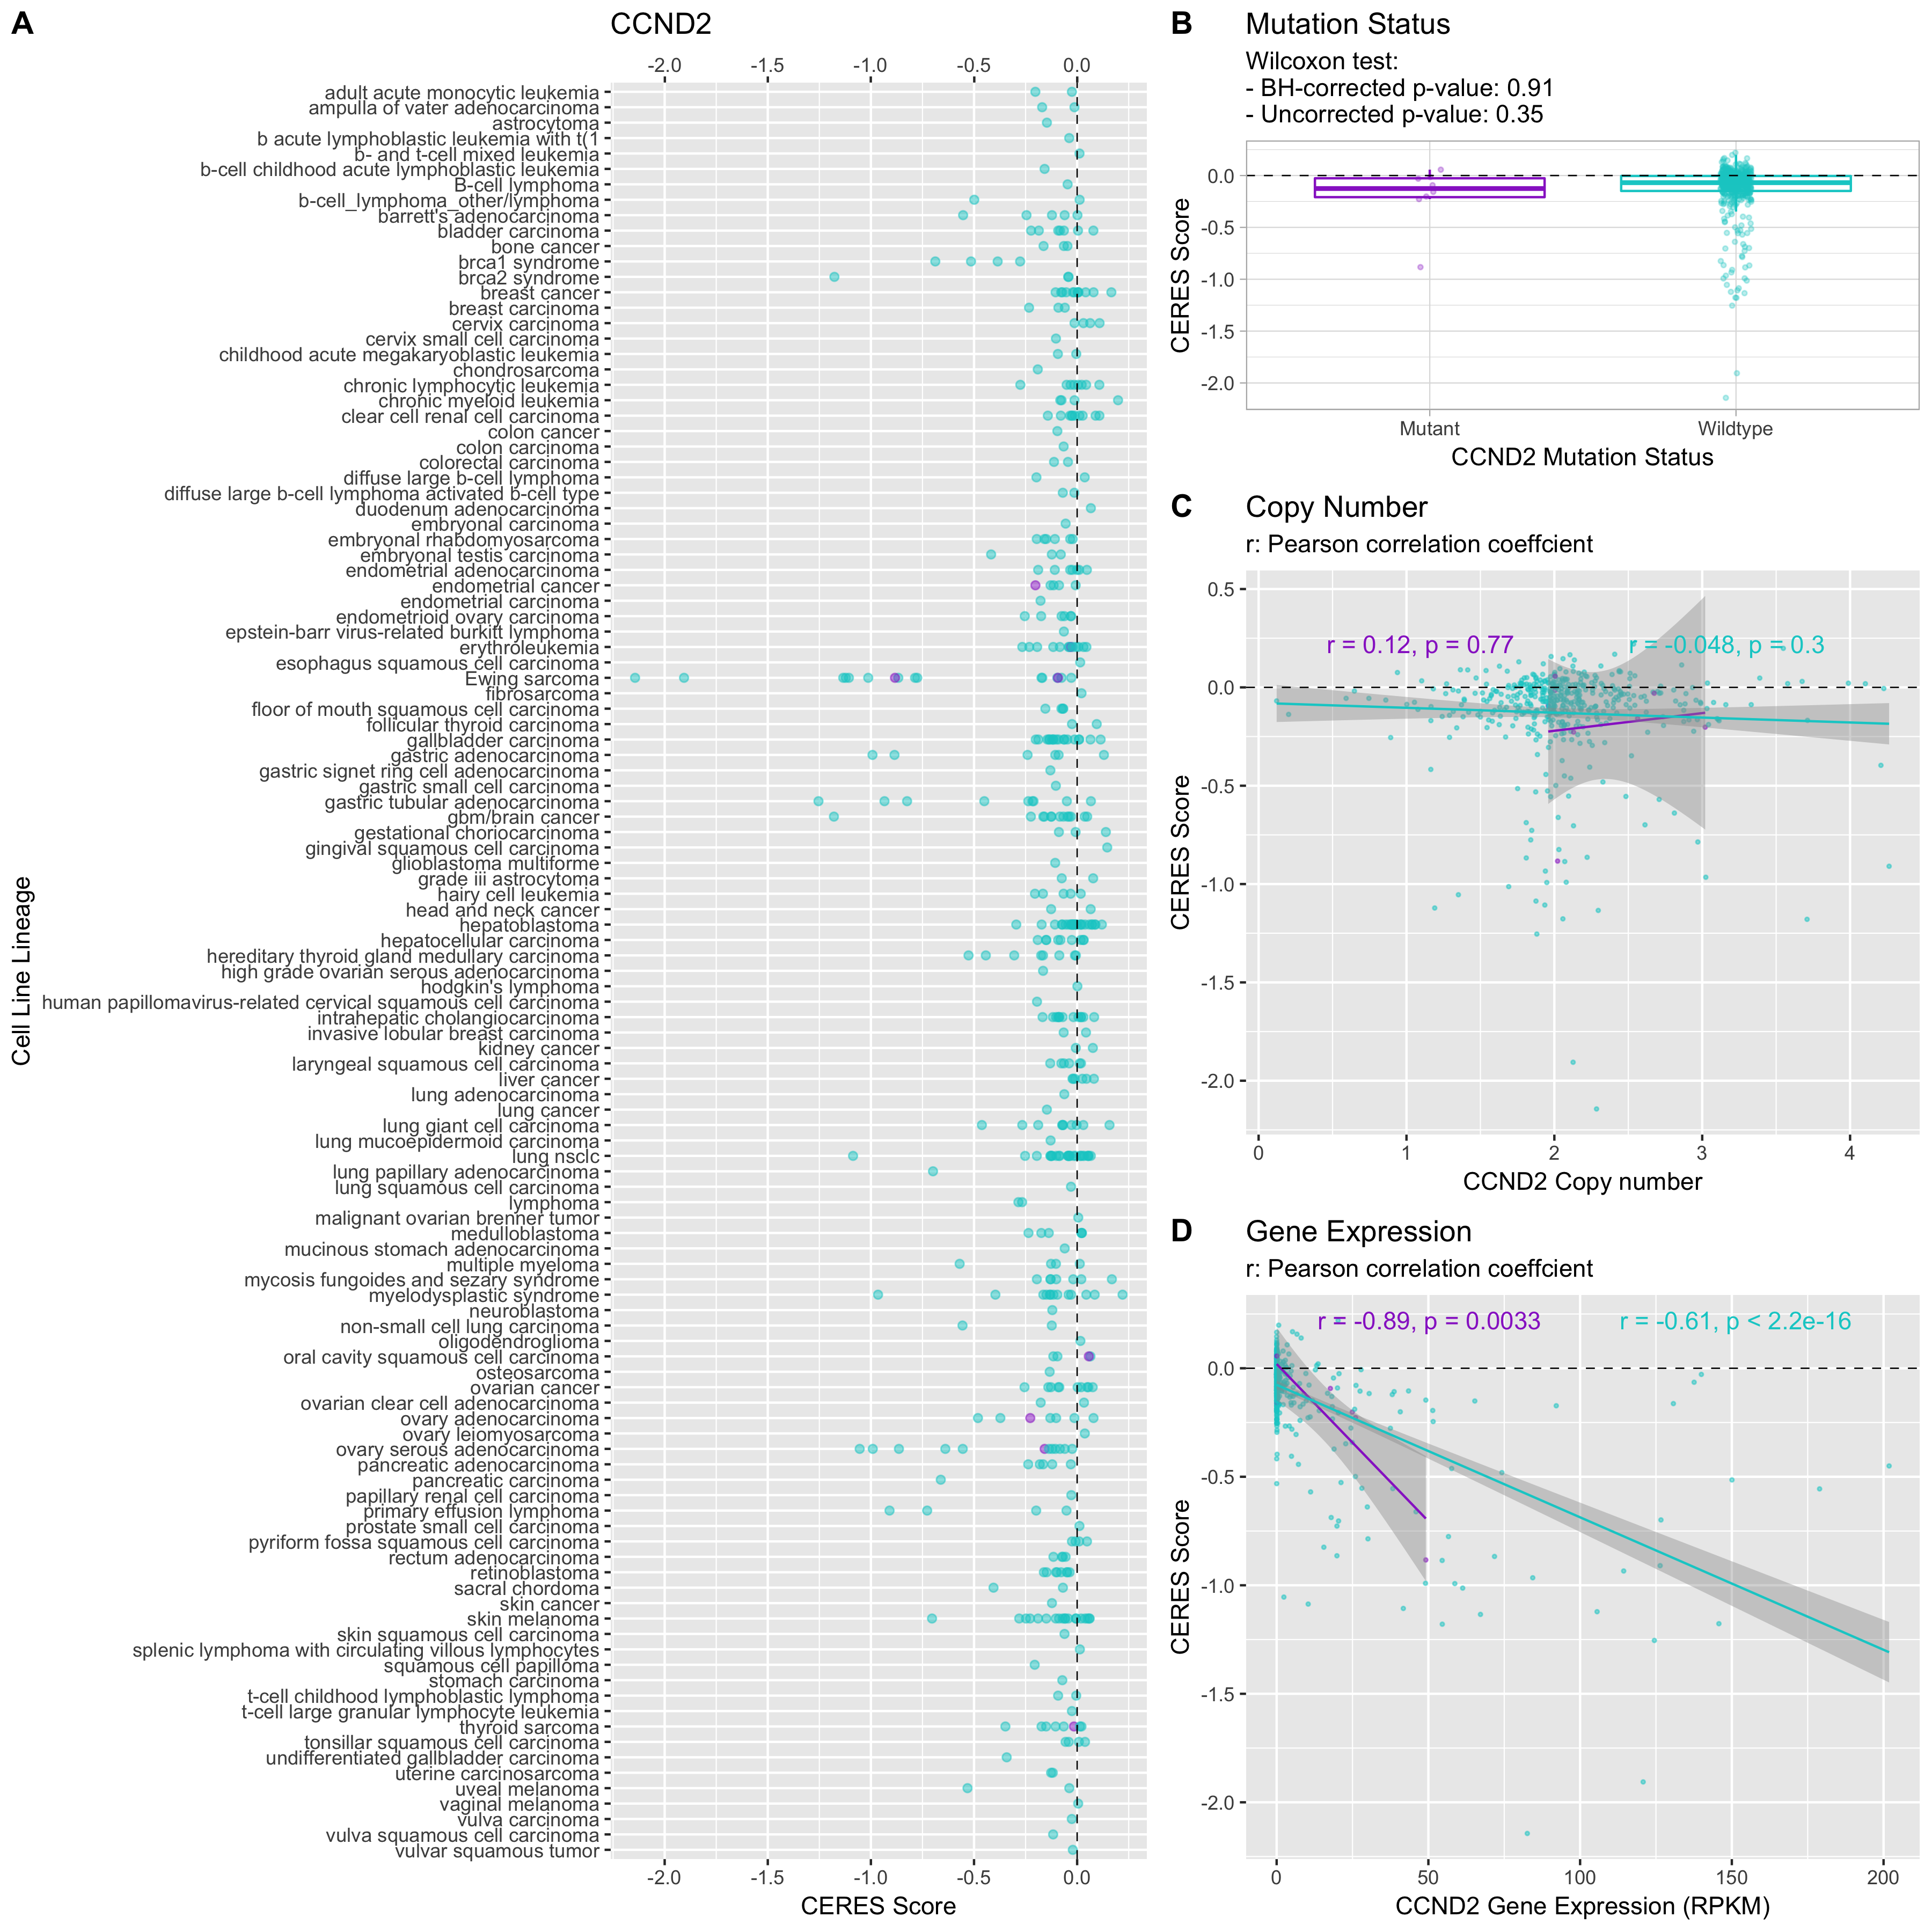 A
CCND2
-2.0 -1.5 -1.0 -0.5 0.0
adult acute monocytic leukemia
ampulla of vater adenocarcinoma
astrocytoma
b acute lymphoblastic leukemia with t(1
b- and t-cell mixed leukemia
b-cell childhood acute lymphoblastic leukemia
B-cell lymphoma
b-cell_lymphoma_other/lymphoma
barrett's adenocarcinoma
bladder carcinoma
bone cancer
brca1 syndrome
brca2 syndrome
breast cancer
breast carcinoma
cervix carcinoma
cervix small cell carcinoma
childhood acute megakaryoblastic leukemia
chondrosarcoma
chronic lymphocytic leukemia
chronic myeloid leukemia
clear cell renal cell carcinoma
colon cancer
colon carcinoma
colorectal carcinoma
diffuse large b-cell lymphoma
diffuse large b-cell lymphoma activated b-cell type
duodenum adenocarcinoma
embryonal carcinoma
embryonal rhabdomyosarcoma
embryonal testis carcinoma
endometrial adenocarcinoma
endometrial cancer
endometrial carcinoma
endometrioid ovary carcinoma
epstein-barr virus-related burkitt lymphoma
erythroleukemia
esophagus squamous cell carcinoma
Ewing sarcoma
fibrosarcoma
floor of mouth squamous cell carcinoma
follicular thyroid carcinoma
gallbladder carcinoma
gastric adenocarcinoma
gastric signet ring cell adenocarcinoma
gastric small cell carcinoma
gastric tubular adenocarcinoma
gbm/brain cancer
gestational choriocarcinoma
gingival squamous cell carcinoma
glioblastoma multiforme
grade iii astrocytoma
hairy cell leukemia
head and neck cancer
hepatoblastoma
hepatocellular carcinoma
hereditary thyroid gland medullary carcinoma
high grade ovarian serous adenocarcinoma
hodgkin's lymphoma
human papillomavirus-related cervical squamous cell carcinoma
intrahepatic cholangiocarcinoma
invasive lobular breast carcinoma
kidney cancer
laryngeal squamous cell carcinoma
liver cancer
lung adenocarcinoma
lung cancer
lung giant cell carcinoma
lung mucoepidermoid carcinoma
lung nsclc
lung papillary adenocarcinoma
lung squamous cell carcinoma
lymphoma
malignant ovarian brenner tumor
medulloblastoma
mucinous stomach adenocarcinoma
multiple myeloma
mycosis fungoides and sezary syndrome
myelodysplastic syndrome
neuroblastoma
non-small cell lung carcinoma
oligodendroglioma
oral cavity squamous cell carcinoma
osteosarcoma
ovarian cancer
ovarian clear cell adenocarcinoma
ovary adenocarcinoma
ovary leiomyosarcoma
ovary serous adenocarcinoma
pancreatic adenocarcinoma
pancreatic carcinoma
papillary renal cell carcinoma
primary effusion lymphoma
prostate small cell carcinoma
pyriform fossa squamous cell carcinoma
rectum adenocarcinoma
retinoblastoma
sacral chordoma
skin cancer
skin melanoma
skin squamous cell carcinoma
splenic lymphoma with circulating villous lymphocytes
squamous cell papilloma
stomach carcinoma
t-cell childhood lymphoblastic lymphoma
t-cell large granular lymphocyte leukemia
thyroid sarcoma
tonsillar squamous cell carcinoma
undifferentiated gallbladder carcinoma
uterine carcinosarcoma
uveal melanoma
vaginal melanoma
vulva carcinoma
vulva squamous cell carcinoma
vulvar squamous tumor
-2.0 -1.5 -1.0 -0.5 0.0
CERES Score
Cell Line Lineage
B
Mutation Status
Wilcoxon test:
- BH-corrected p-value: 0.91
- Uncorrected p-value: 0.35
0.0
-0.5
-1.0
-1.5
-2.0
CERES Score
Mutant Wildtype
CCND2 Mutation Status
C
Copy Number
r: Pearson correlation coeffcient
r = 0.12, p = 0.77
r = -0.048, p = 0.3
0.5
0.0
-0.5
-1.0
-1.5
-2.0
CERES Score
0 1 2 3 4
CCND2 Copy number
D
Gene Expression
r: Pearson correlation coeffcient
r = -0.89, p = 0.0033
r = -0.61, p < 2.2e-16
0.0
-0.5
-1.0
-1.5
-2.0
CERES Score
0 50 100 150 200
CCND2 Gene Expression (RPKM)